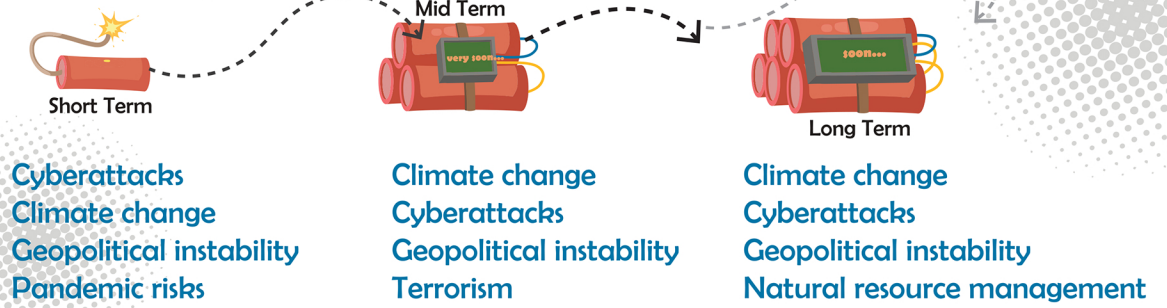 Mid Term
very soon...
soon...
Short Term
Long Term
Cyberattacks
Climate change
Geopolitical instability
Pandemic risks
Climate change
Cyberattacks
Geopolitical instability
Terrorism
Climate change
Cyberattacks
Geopolitical instability
Natural resource management